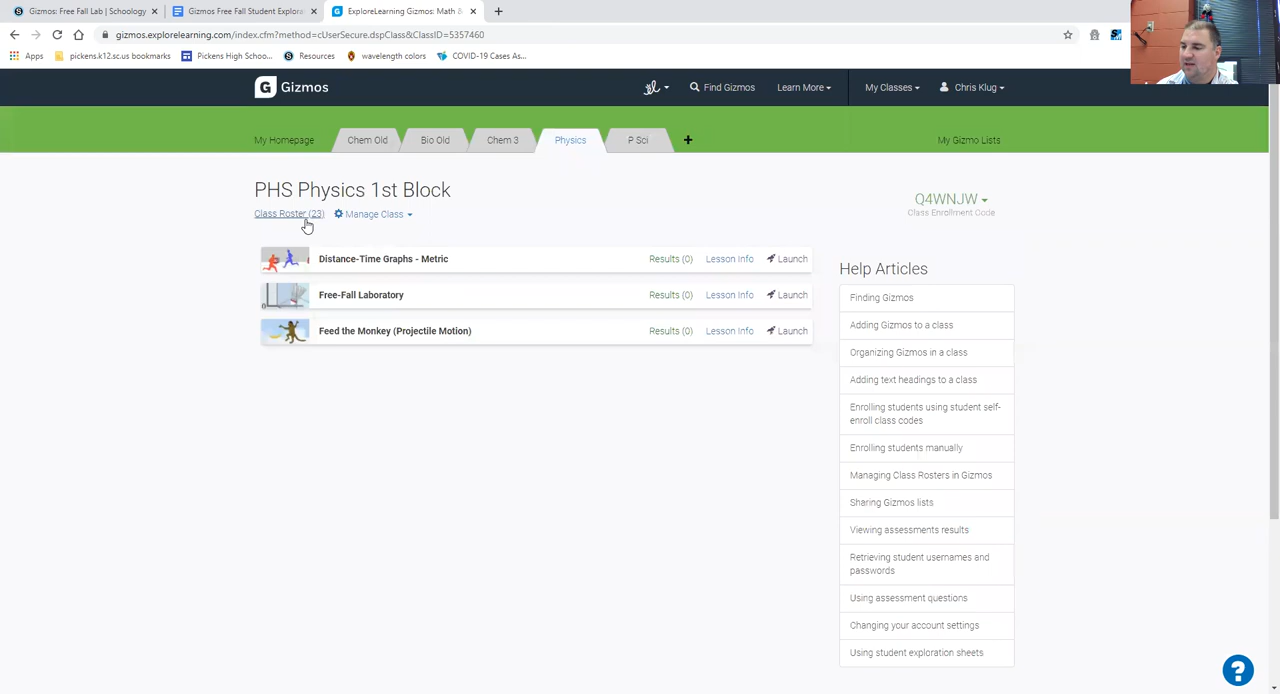 Gizmos: Free Fall Lab | Schoology
Gizmos Free Fall Student Explora
ExploreLearning Gizmos: Math &
gizmos.explorelearning.com/index.cfm?method=cUserSecure.dspClass&ClassID=5357460
Apps
pickens.k12.sc.us bookmarks
Pickens High Schoo...
Resources
wavelength colors
COVID-19 Cases As...
G Gizmos
Find Gizmos
Learn More
My Classes
Chris Klug
My Homepage
Chem Old
Bio Old
Chem 3
Physics
P Sci
My Gizmo Lists
PHS Physics 1st Block
Class Roster (23)
Manage Class
Q4WNJW
Class Enrollment Code
Distance-Time Graphs - Metric Results (0) Lesson Info Launch
Free-Fall Laboratory Results (0) Lesson Info Launch
Feed the Monkey (Projectile Motion) Results (0) Lesson Info Launch
Help Articles
Finding Gizmos
Adding Gizmos to a class
Organizing Gizmos in a class
Adding text headings to a class
Enrolling students using student self-
enroll class codes
Enrolling students manually
Managing Class Rosters in Gizmos
Sharing Gizmos lists
Viewing assessments results
Retrieving student usernames and
passwords
Using assessment questions
Changing your account settings
Using student exploration sheets
?